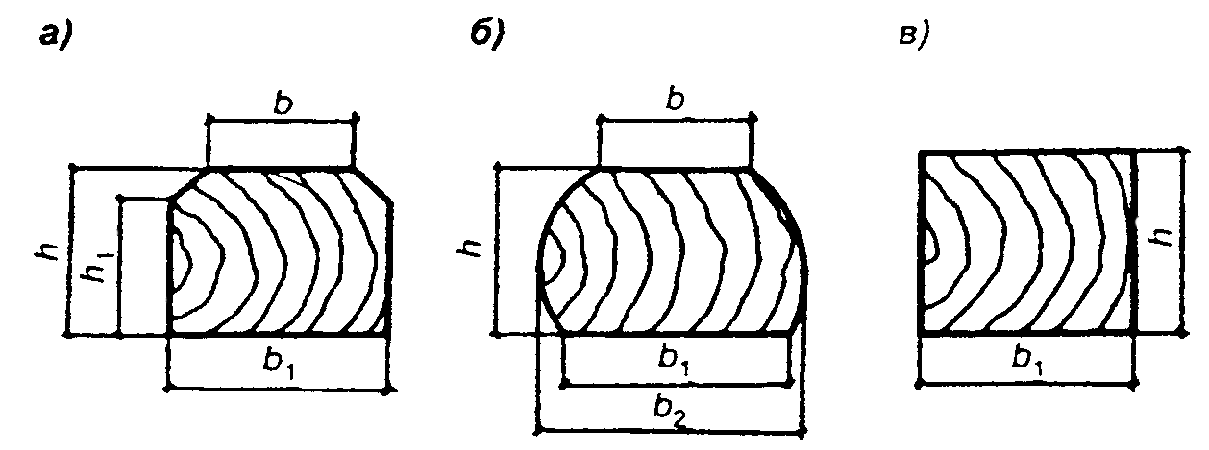 а) б) в)
b b
h h₁ h h
b₁ b₁ b₁
b₂